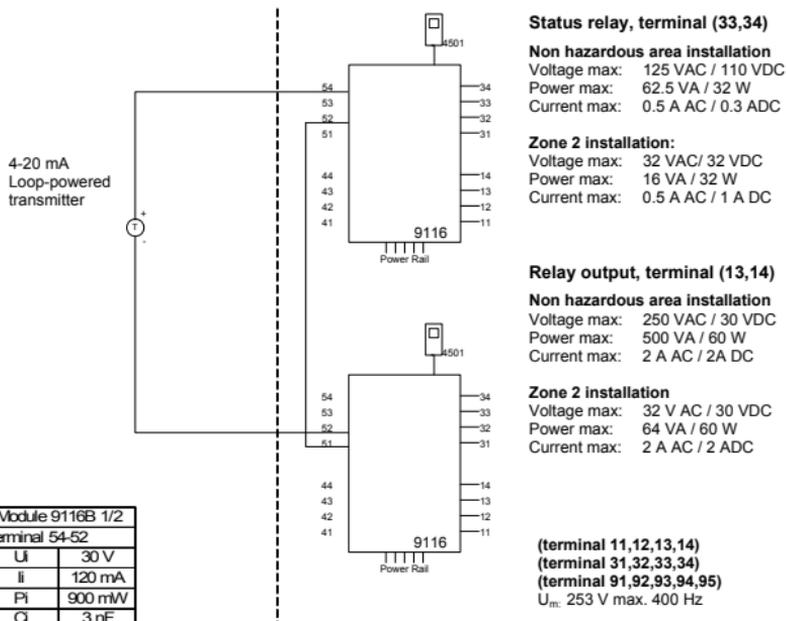 4501
54
53
52
51
44
43
42
41
34
33
32
31
14
13
12
11
9116
Power Rail
4-20 mA
Loop-powered
transmitter
+
T
-
4501
54
53
52
51
44
43
42
41
34
33
32
31
14
13
12
11
9116
Power Rail
Module 9116B 1/2
Terminal 54-52
Ui 30 V
Ii 120 mA
Pi 900 mW
Ci 3 nF
Status relay, terminal (33,34)
Non hazardous area installation
Voltage max: 125 VAC / 110 VDC
Power max: 62.5 VA / 32 W
Current max: 0.5 A AC / 0.3 ADC
Zone 2 installation:
Voltage max: 32 VAC/ 32 VDC
Power max: 16 VA / 32 W
Current max: 0.5 A AC / 1 A DC
Relay output, terminal (13,14)
Non hazardous area installation
Voltage max: 250 VAC / 30 VDC
Power max: 500 VA / 60 W
Current max: 2 A AC / 2A DC
Zone 2 installation
Voltage max: 32 V AC / 30 VDC
Power max: 64 VA / 60 W
Current max: 2 A AC / 2 ADC
(terminal 11,12,13,14)
(terminal 31,32,33,34)
(terminal 91,92,93,94,95)
Um: 253 V max. 400 Hz